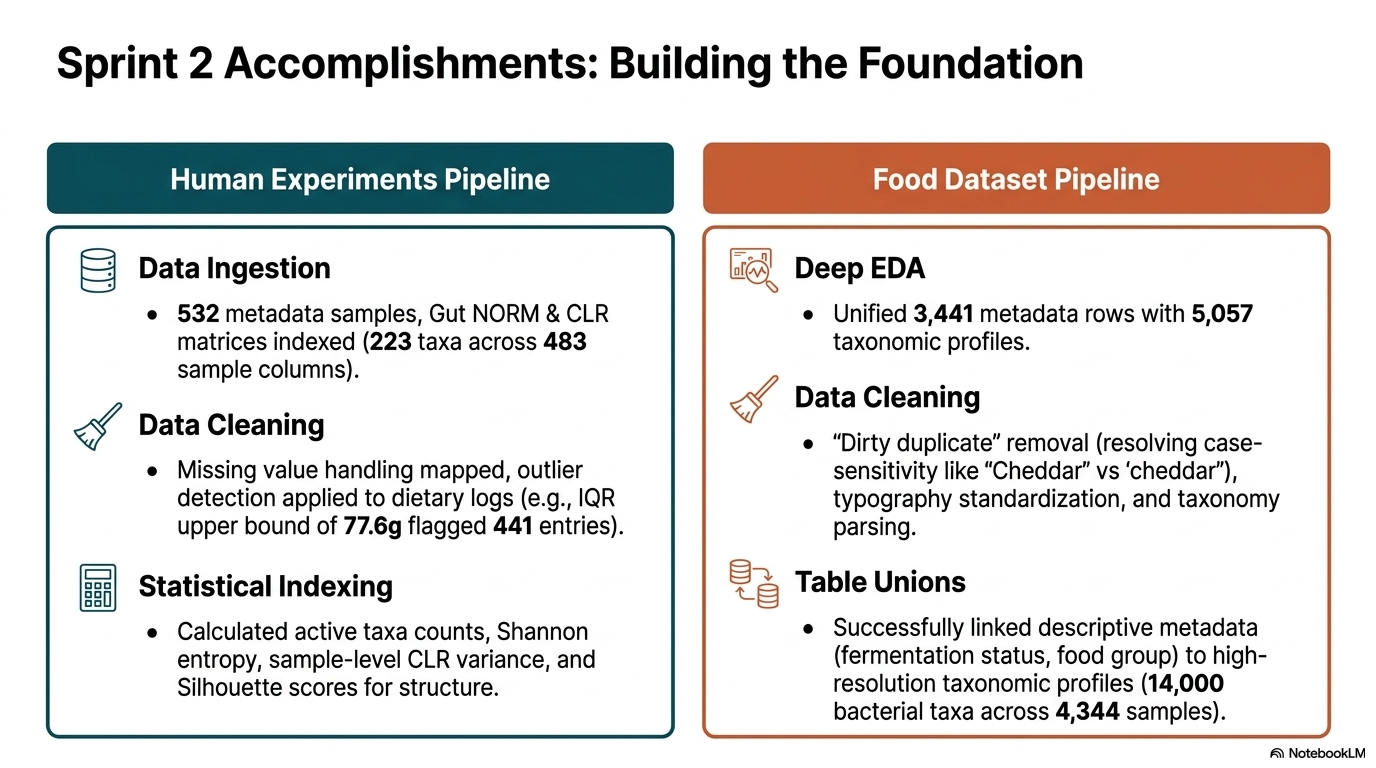 Sprint 2 Accomplishments: Building the Foundation
Human Experiments Pipeline
Data Ingestion
● 532 metadata samples, Gut NORM & CLR
matrices indexed (223 taxa across 483
sample columns).
Data Cleaning
● Missing value handling mapped, outlier
detection applied to dietary logs (e.g., IQR
upper bound of 77.6g flagged 441 entries).
Statistical Indexing
● Calculated active taxa counts, Shannon
entropy, sample-level CLR variance, and
Silhouette scores for structure.
Food Dataset Pipeline
Deep EDA
● Unified 3,441 metadata rows with 5,057
taxonomic profiles.
Data Cleaning
● “Dirty duplicate” removal (resolving case-
sensitivity like “Cheddar” vs ‘cheddar”),
typography standardization, and taxonomy
parsing.
Table Unions
● Successfully linked descriptive metadata
(fermentation status, food group) to high-
resolution taxonomic profiles (14,000
bacterial taxa across 4,344 samples).
NotebookLM